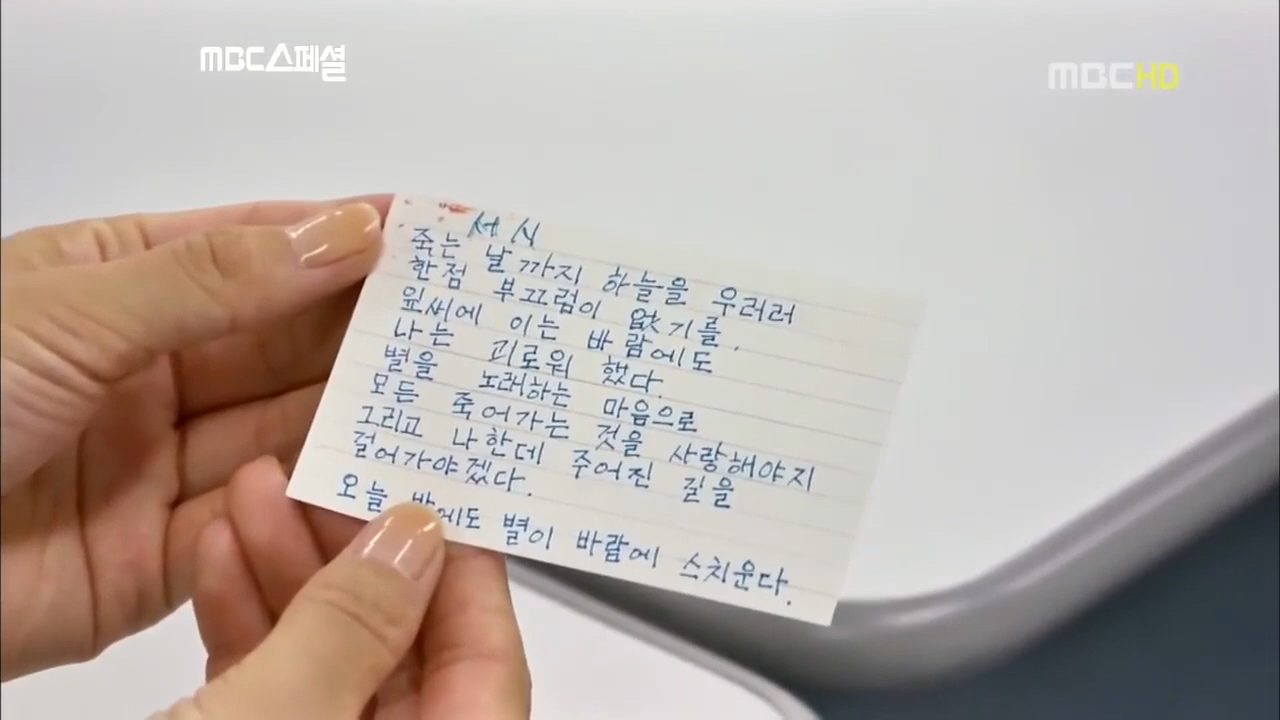 MBC스페셜
MBCHD
서시
죽는 날까지 하늘을 우러러
한점 부끄럼이 없기를.
잎새에 이는 바람에도
나는 괴로워 했다.
별을 노래하는 마음으로
모든 죽어가는 것을 사랑해야지
그리고 나한테 주어진 길을
걸어가야겠다.
오늘 밤에도 별이 바람에 스치운다.